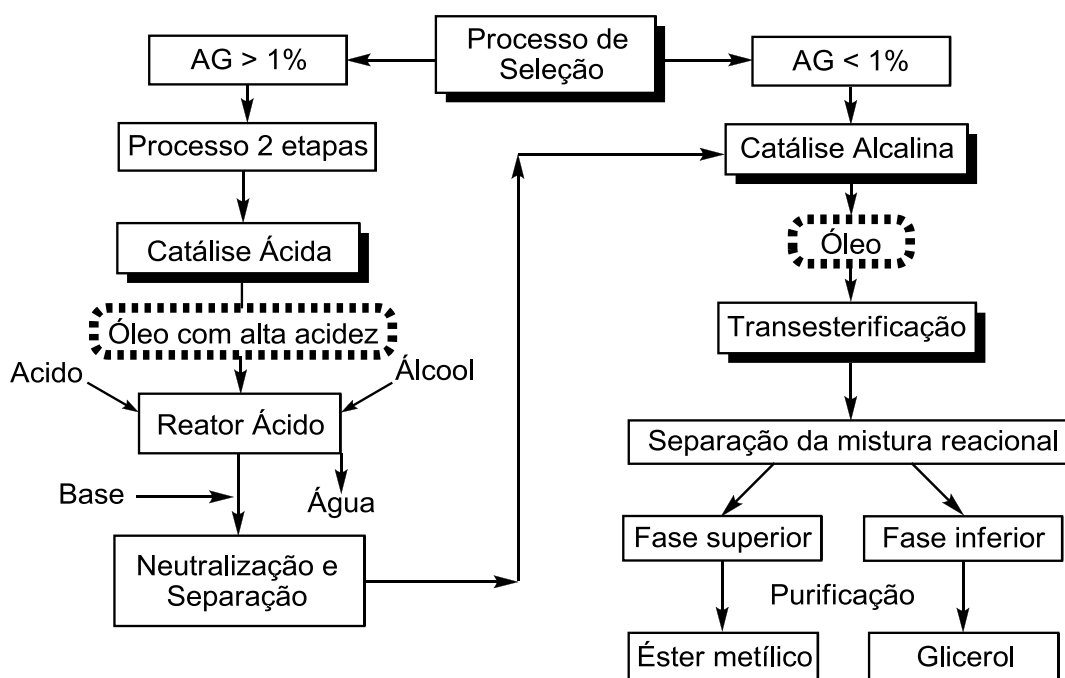 Processo de
Seleção
AG > 1%
AG < 1%
Processo 2 etapas
Catálise Alcalina
Catálise Ácida
Óleo
Óleo com alta acidez
Transesterificação
Acido
Álcool
Reator Ácido
Separação da mistura reacional
Base
Água
Fase superior
Fase inferior
Neutralização e
Separação
Purificação
Éster metílico
Glicerol